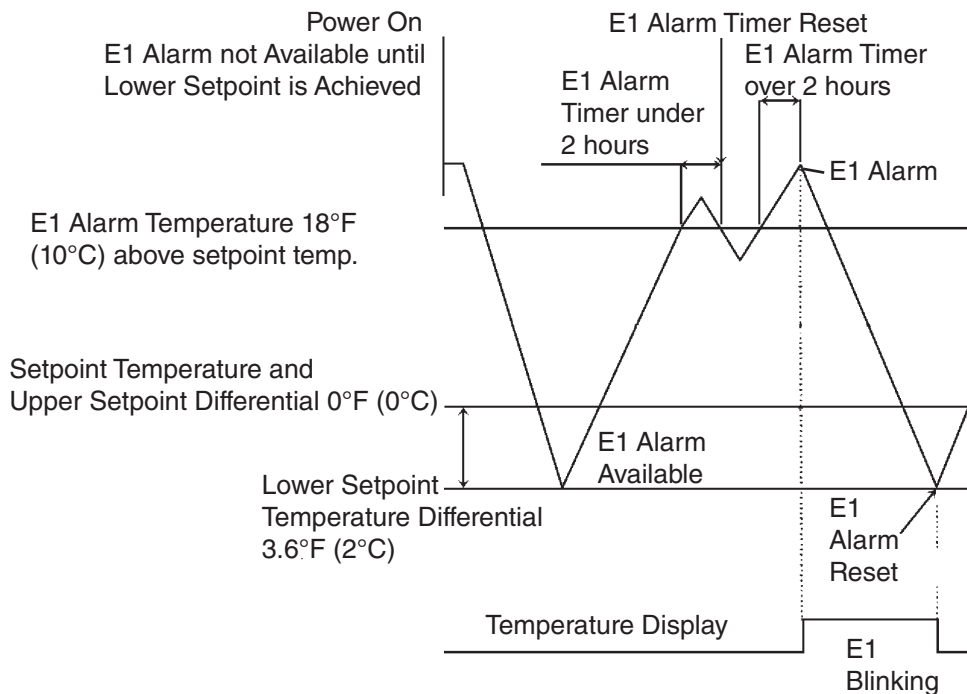 Power On
E1 Alarm not Available until
Lower Setpoint is Achieved
E1 Alarm Timer Reset
E1 Alarm
Timer under
2 hours
E1 Alarm Timer
over 2 hours
E1 Alarm
E1 Alarm Temperature 18°F
(10°C) above setpoint temp.
Setpoint Temperature and
Upper Setpoint Differential 0°F (0°C)
E1 Alarm
Available
Lower Setpoint
Temperature Differential
3.6°F (2°C)
E1
Alarm
Reset
Temperature Display
E1
Blinking